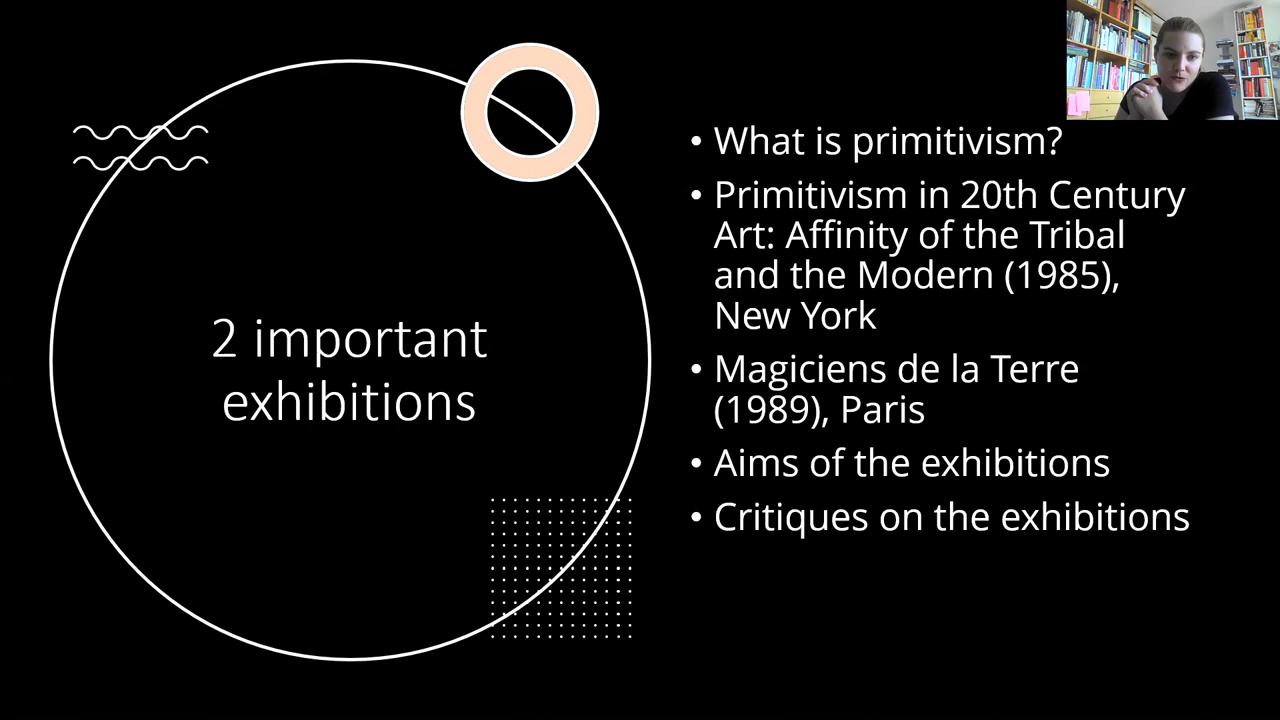 2 important
exhibitions
• What is primitivism?
• Primitivism in 20th Century
Art: Affinity of the Tribal
and the Modern (1985),
New York
• Magiciens de la Terre
(1989), Paris
• Aims of the exhibitions
• Critiques on the exhibitions